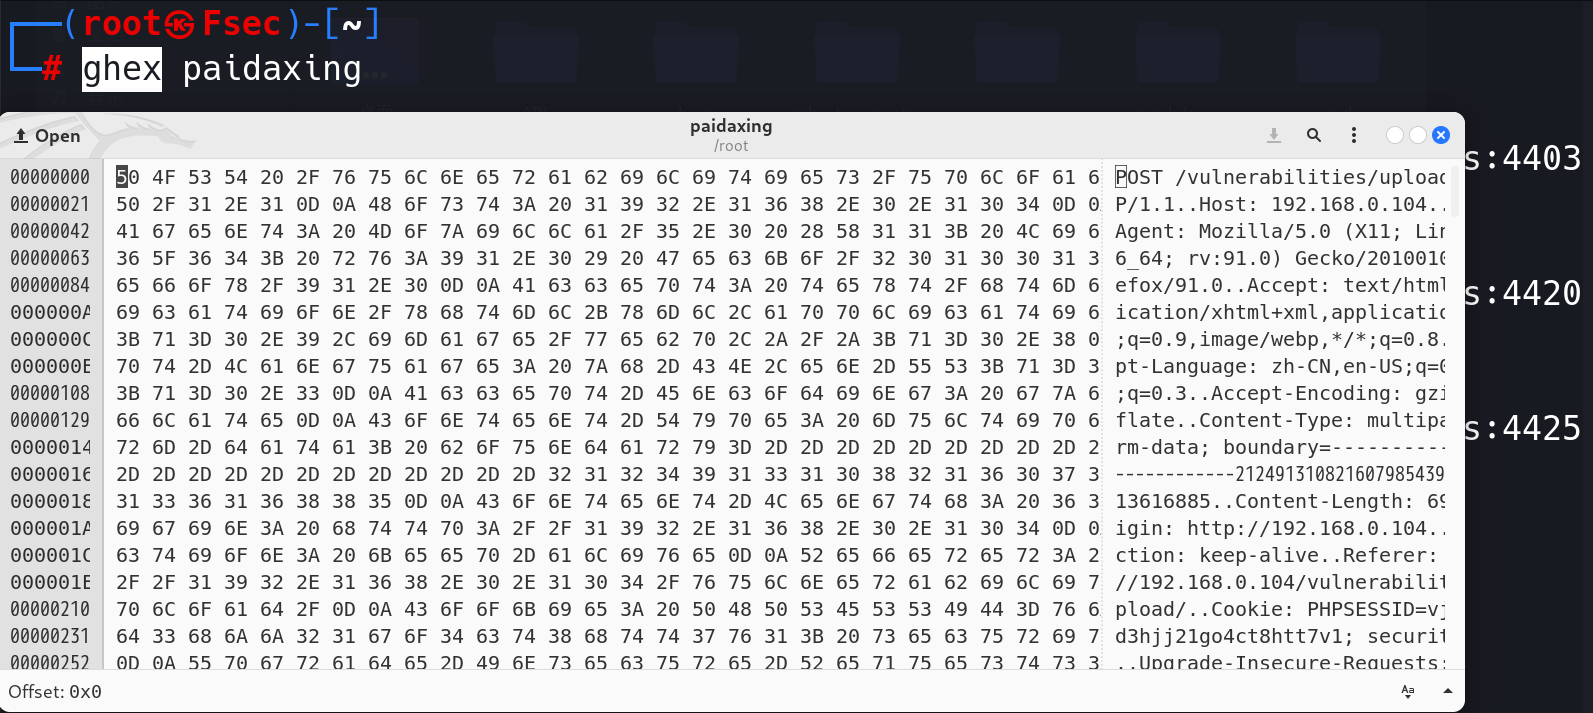 (root㉿Fsec)-[~]
# ghex paidaxing
Open
paidaxing
/root
s:4403
s:4420
s:4425
00000000 50 4F 53 54 20 2F 76 75 6C 6E 65 72 61 62 69 6C 69 74 69 65 73 2F 75 70 6C 6F 61 6 POST /vulnerabilities/upload
00000021 50 2F 31 2E 31 0D 0A 48 6F 73 74 3A 20 31 39 32 2E 31 36 38 2E 30 2E 31 30 34 0D 0 P/1.1..Host: 192.168.0.104..
00000042 41 67 65 6E 74 3A 20 4D 6F 7A 69 6C 6C 61 2F 35 2E 30 20 28 58 31 31 3B 20 4C 69 6 Agent: Mozilla/5.0 (X11; Lin
00000063 36 5F 36 34 3B 20 72 76 3A 39 31 2E 30 29 20 47 65 63 6B 6F 2F 32 30 31 30 30 31 3 6_64; rv:91.0) Gecko/2010010
00000084 65 66 6F 78 2F 39 31 2E 30 0D 0A 41 63 63 65 70 74 3A 20 74 65 78 74 2F 68 74 6D 6 efox/91.0..Accept: text/html
000000A 69 63 61 74 69 6F 6E 2F 78 68 74 6D 6C 2B 78 6D 6C 2C 61 70 70 6C 69 63 61 74 69 6 ication/xhtml+xml,applicatio
000000C 3B 71 3D 30 2E 39 2C 69 6D 61 67 65 2F 77 65 62 70 2C 2A 2F 2A 3B 71 3D 30 2E 38 0 ;q=0.9,image/webp,*/*;q=0.8.
000000E 70 74 2D 4C 61 6E 67 75 61 67 65 3A 20 7A 68 2D 43 4E 2C 65 6E 2D 55 53 3B 71 3D 3 pt-Language: zh-CN,en-US;q=0
00000108 3B 71 3D 30 2E 33 0D 0A 41 63 63 65 70 74 2D 45 6E 63 6F 64 69 6E 67 3A 20 67 7A 6 ;q=0.3..Accept-Encoding: gzi
00000129 66 6C 61 74 65 0D 0A 43 6F 6E 74 65 6E 74 2D 54 79 70 65 3A 20 6D 75 6C 74 69 70 6 flate..Content-Type: multipa
0000014 72 6D 2D 64 61 74 61 3B 20 62 6F 75 6E 64 61 72 79 3D 2D 2D 2D 2D 2D 2D 2D 2D 2D 2 rm-data; boundary=----------
0000016 2D 2D 2D 2D 2D 2D 2D 2D 2D 2D 2D 2D 32 31 32 34 39 31 33 31 30 38 32 31 36 30 37 3 ------------212491310821607985439
0000018 31 33 36 31 36 38 38 35 0D 0A 43 6F 6E 74 65 6E 74 2D 4C 65 6E 67 74 68 3A 20 36 3 13616885..Content-Length: 69
000001A 69 67 69 6E 3A 20 68 74 74 70 3A 2F 2F 31 39 32 2E 31 36 38 2E 30 2E 31 30 34 0D 0 igin: http://192.168.0.104..
000001C 63 74 69 6F 6E 3A 20 6B 65 65 70 2D 61 6C 69 76 65 0D 0A 52 65 66 65 72 65 72 3A 2 ction: keep-alive..Referer:
000001E 2F 2F 31 39 32 2E 31 36 38 2E 30 2E 31 30 34 2F 76 75 6C 6E 65 72 61 62 69 6C 69 7 //192.168.0.104/vulnerabilit
00000210 70 6C 6F 61 64 2F 0D 0A 43 6F 6F 6B 69 65 3A 20 50 48 50 53 45 53 53 49 44 3D 76 6 pload/..Cookie: PHPSESSID=vj
00000231 64 33 68 6A 6A 32 31 67 6F 34 63 74 38 68 74 74 37 76 31 3B 20 73 65 63 75 72 69 7 d3hjj21go4ct8htt7v1; securit
00000252 0D 0A 55 70 67 72 61 64 65 2D 49 6E 73 65 63 75 72 65 2D 52 65 71 75 65 73 74 73 3 ..Upgrade-Insecure-Requests:
Offset: 0x0